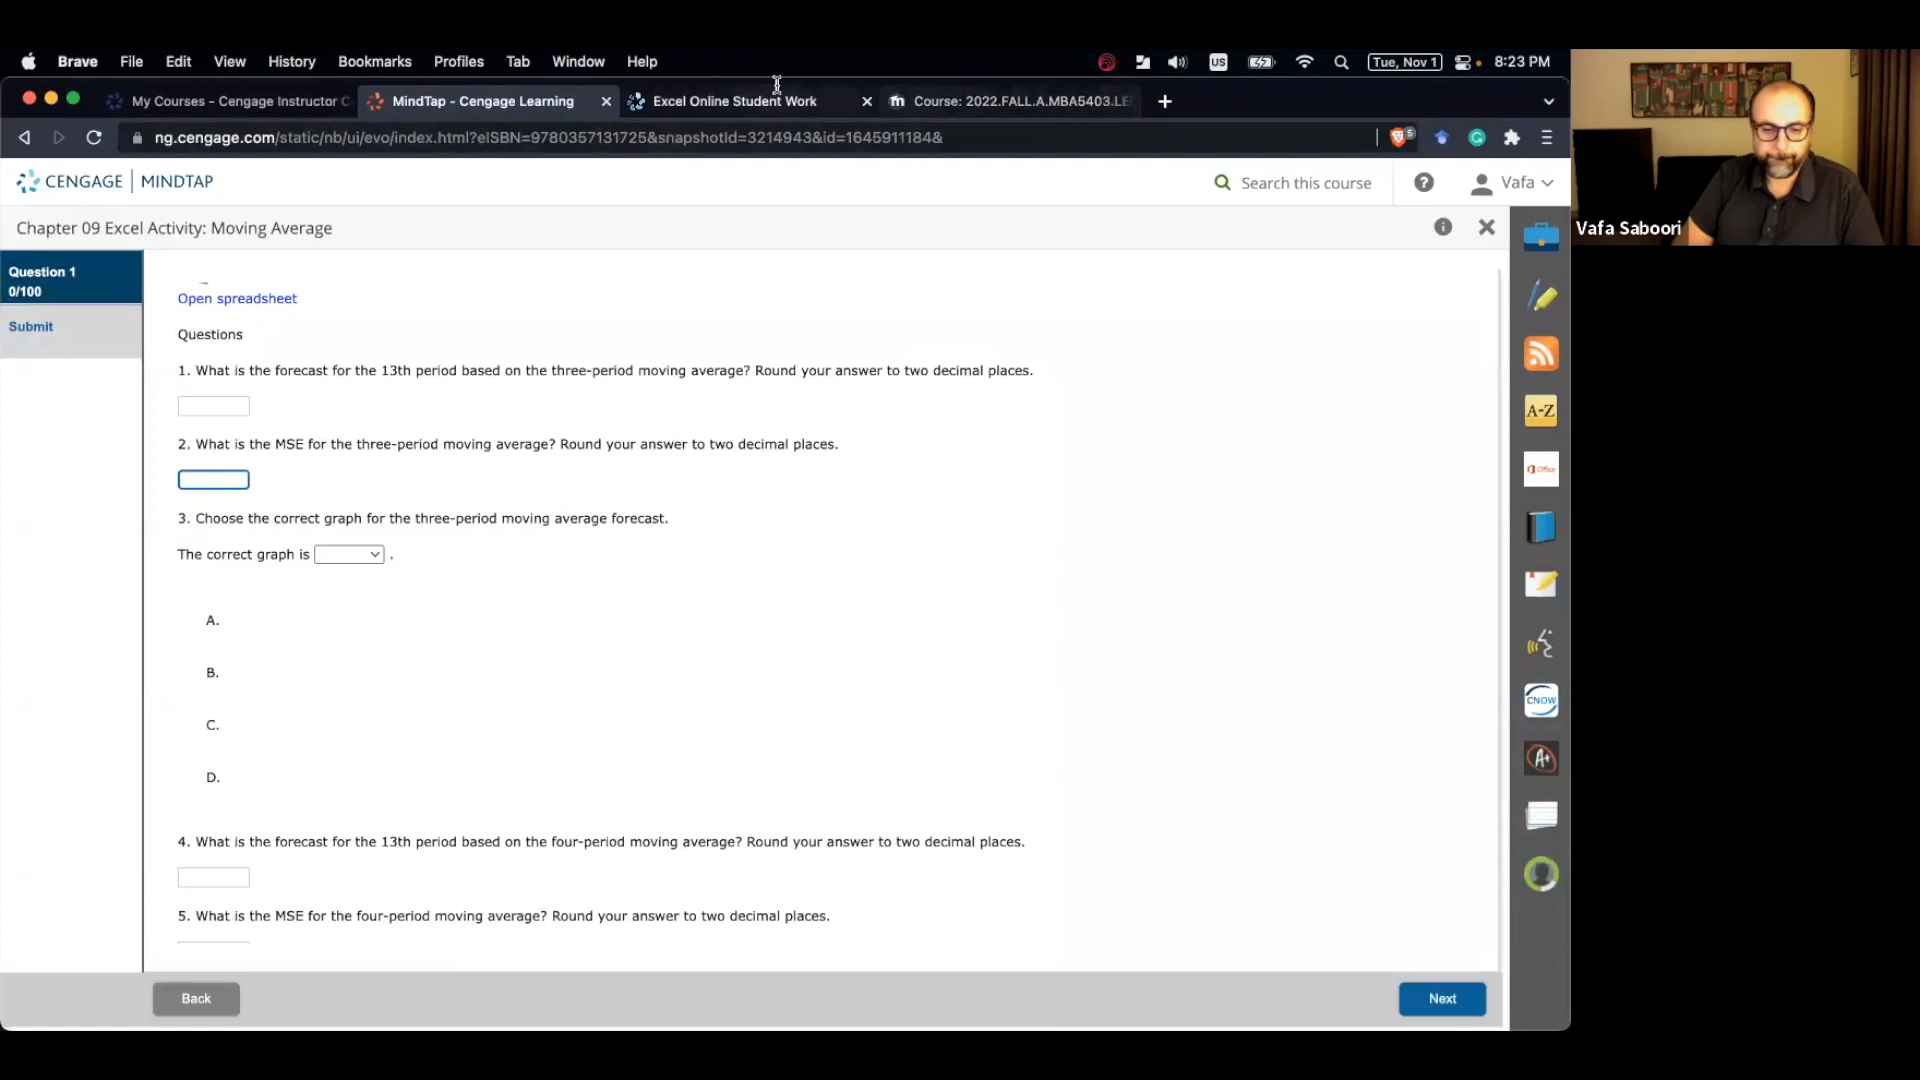 Brave File Edit View History Bookmarks Profiles Tab Window Help US Tue, Nov 1 8:23 PM
My Courses - Cengage Instructor C MindTap - Cengage Learning Excel Online Student Work Course: 2022.FALL.A.MBA5403.LE
ng.cengage.com/static/nb/ui/evo/index.html?eISBN=9780357131725&snapshotId=3214943&id=1645911184&
CENGAGE MINDTAP Search this course Vafa
Chapter 09 Excel Activity: Moving Average
Vafa Saboori
Question 1
0/100
Submit
Open spreadsheet
Questions
1. What is the forecast for the 13th period based on the three-period moving average? Round your answer to two decimal places.
2. What is the MSE for the three-period moving average? Round your answer to two decimal places.
3. Choose the correct graph for the three-period moving average forecast.
The correct graph is .
A.
B.
C.
D.
4. What is the forecast for the 13th period based on the four-period moving average? Round your answer to two decimal places.
5. What is the MSE for the four-period moving average? Round your answer to two decimal places.
Back
Next
A-Z
Office
CNOW
A+